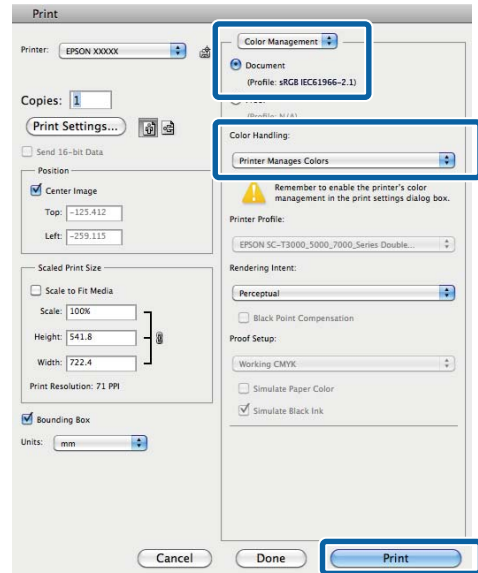 Print
Printer: EPSON XXXXX
Copies: 1
Print Settings...
Send 16-bit Data
Position
Center Image
Top: -125.412
Left: -259.115
Scaled Print Size
Scale to Fit Media
Scale: 100%
Height: 541.8
Width: 722.4
Print Resolution: 71 PPI
Bounding Box
Units: mm
Color Management
Document
(Profile: sRGB IEC61966-2.1)
(Profile: N/A)
Color Handling:
Printer Manages Colors
Remember to enable the printer's color
management in the print settings dialog box.
Printer Profile:
EPSON SC-T3000_5000_7000_Series Double...
Rendering Intent:
Perceptual
Black Point Compensation
Proof Setup:
Working CMYK
Simulate Paper Color
Simulate Black Ink
Cancel
Done
Print